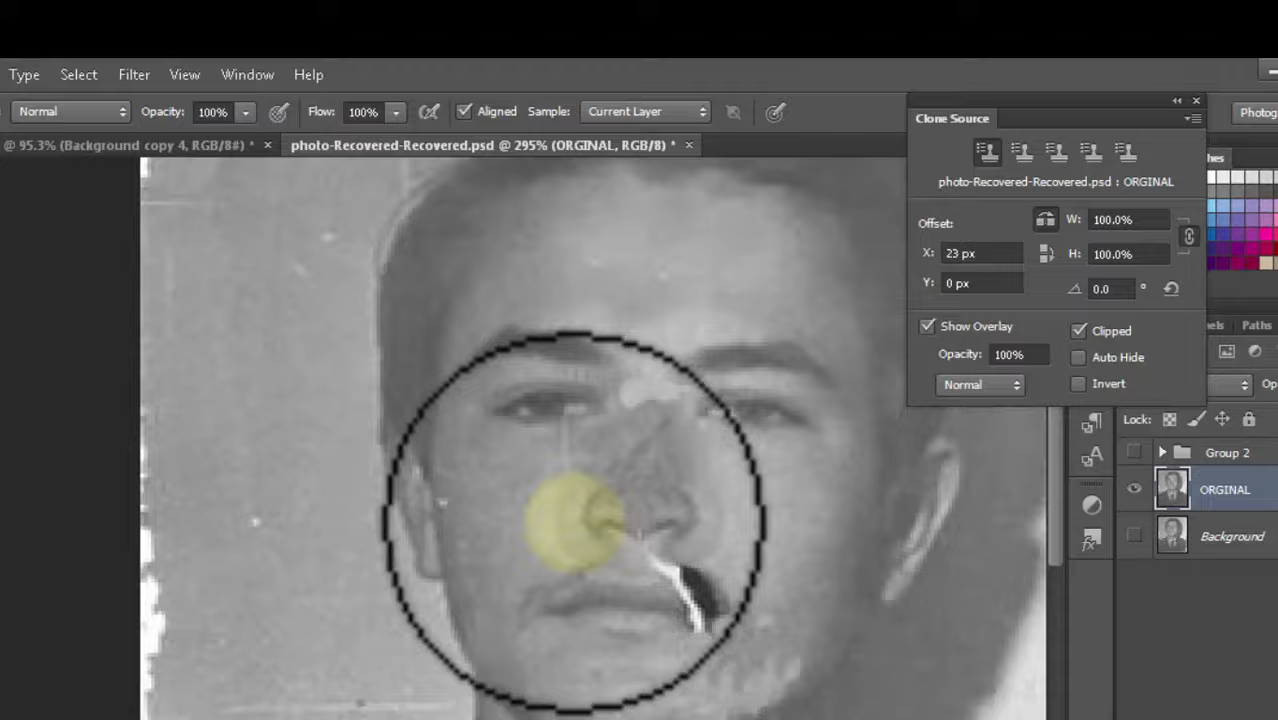 Type Select Filter View Window Help
Normal Opacity: 100% Flow: 100% Aligned Sample: Current Layer
Photog
@ 95.3% (Background copy 4, RGB/8#) * × photo-Recovered-Recovered.psd @ 295% (ORGINAL, RGB/8) * ×
Clone Source
photo-Recovered-Recovered.psd : ORGINAL
Offset: W: 100.0%
X: 23 px H: 100.0%
Y: 0 px 0.0 °
Show Overlay Clipped
Opacity: 100% Auto Hide
Normal Invert
ches
nels Paths
Op
Lock:
Group 2
ORGINAL
Background